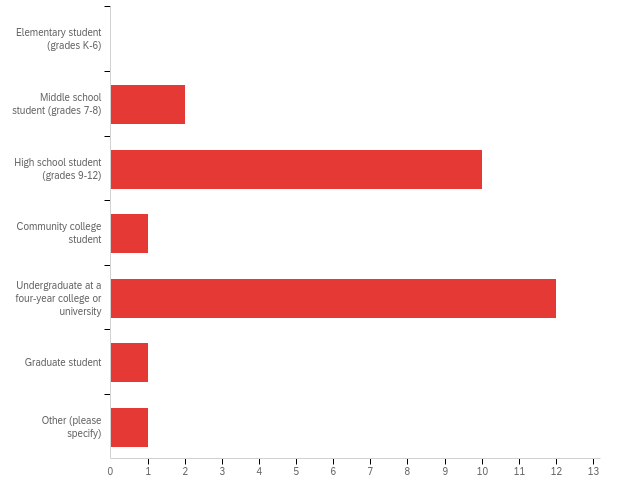 Elementary student
(grades K-6)
Middle school
student (grades 7-8)
High school student
(grades 9-12)
Community college
student
Undergraduate at a
four-year college or
university
Graduate student
Other (please
specify)
0 1 2 3 4 5 6 7 8 9 10 11 12 13